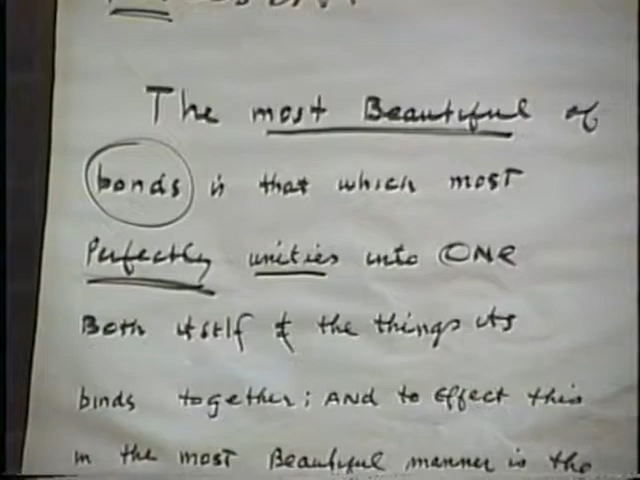 The most Beautiful of
bonds is that which most
Perfectly unities into ONE
Both itself & the things its
binds together; AND to Effect this
in the most Beautiful manner is the